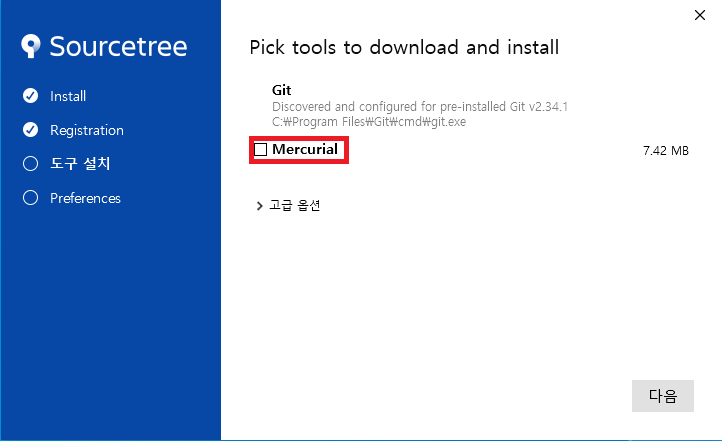 Sourcetree
Install
Registration
도구 설치
Preferences
Pick tools to download and install
Git
Discovered and configured for pre-installed Git v2.34.1
C:₩Program Files₩Git₩cmd₩git.exe
Mercurial
7.42 MB
고급 옵션
다음